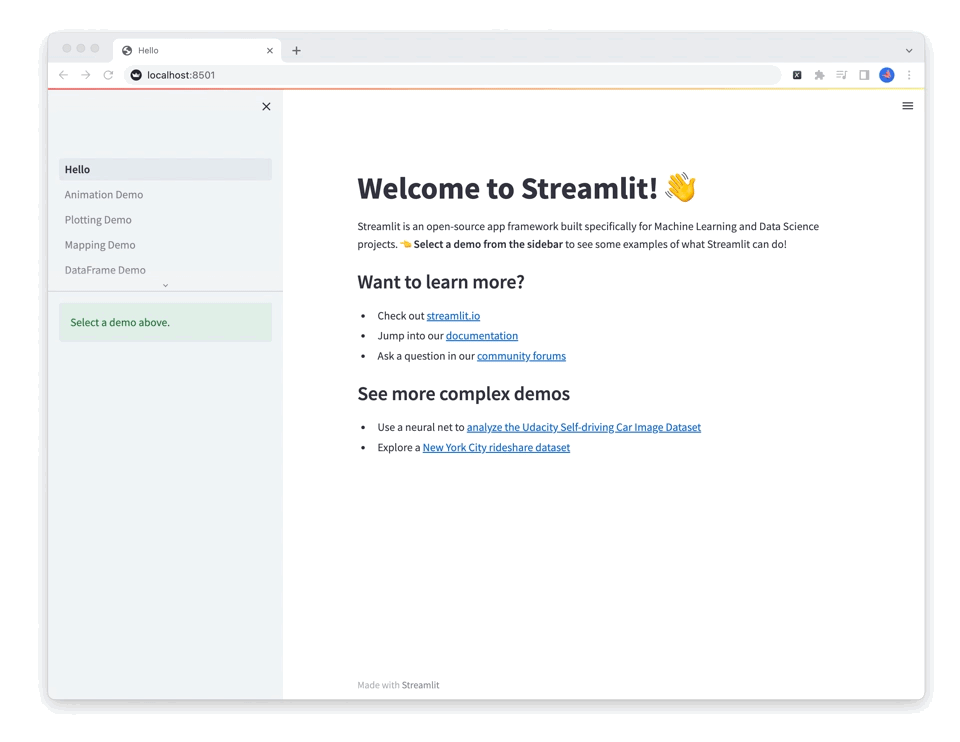 Hello
localhost:8501
Hello
Animation Demo
Plotting Demo
Mapping Demo
DataFrame Demo
Select a demo above.
Welcome to Streamlit! 👋
Streamlit is an open-source app framework built specifically for Machine Learning and Data Science
projects. 👈 Select a demo from the sidebar to see some examples of what Streamlit can do!
Want to learn more?
• Check out streamlit.io
• Jump into our documentation
• Ask a question in our community forums
See more complex demos
• Use a neural net to analyze the Udacity Self-driving Car Image Dataset
• Explore a New York City rideshare dataset
Made with Streamlit